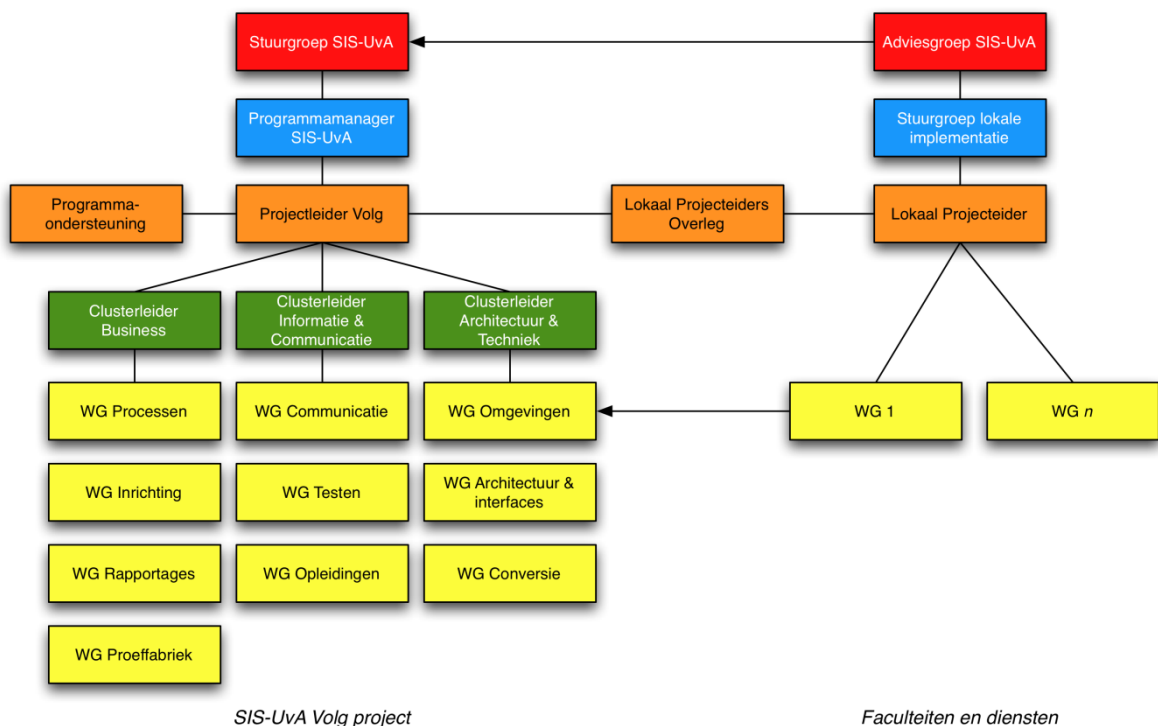 Stuurgroep SIS-UvA
Adviesgroep SIS-UvA
Programmamanager
SIS-UvA
Stuurgroep lokale
implementatie
Programma-
ondersteuning
Projectleider Volg
Lokaal Projecteiders
Overleg
Lokaal Projecteider
Clusterleider
Business
Clusterleider
Informatie &
Communicatie
Clusterleider
Architectuur &
Techniek
WG Processen
WG Communicatie
WG Omgevingen
WG 1
WG n
WG Inrichting
WG Testen
WG Architectuur &
interfaces
WG Rapportages
WG Opleidingen
WG Conversie
WG Proeffabriek
SIS-UvA Volg project
Faculteiten en diensten